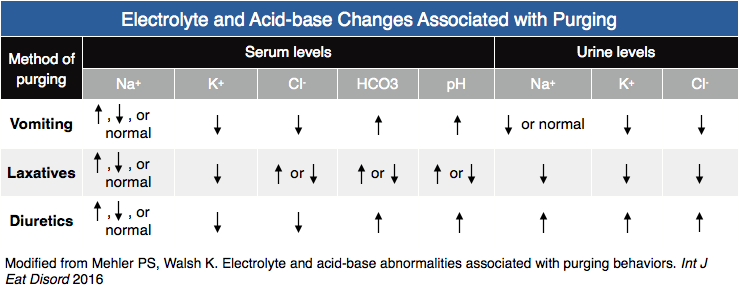 Electrolyte and Acid-base Changes Associated with Purging
Method of purging Serum levels Urine levels
Na+ K+ Cl- HCO3 pH Na+ K+ Cl-
Vomiting ↑ , ↓ , or normal ↓ ↓ ↑ ↑ ↓ or normal ↓ ↓
Laxatives ↑ , ↓ , or normal ↓ ↑ or ↓ ↑ or ↓ ↑ or ↓ ↓ ↓ ↓
Diuretics ↑ , ↓ , or normal ↓ ↓ ↑ ↑ ↑ ↑ ↑
Modified from Mehler PS, Walsh K. Electrolyte and acid-base abnormalities associated with purging behaviors. Int J
Eat Disord 2016